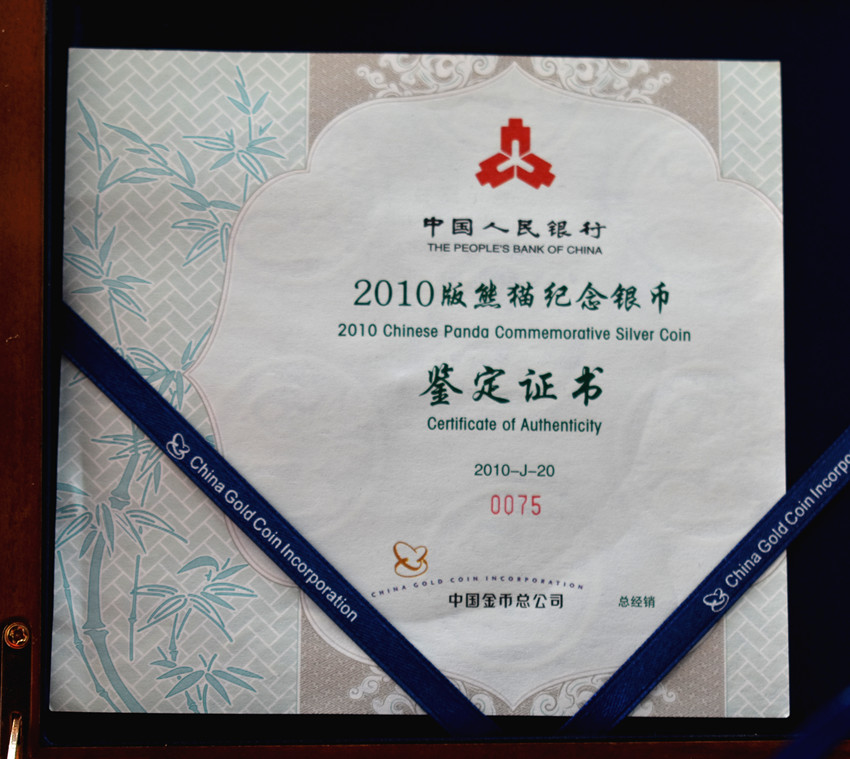 中国人民银行
THE PEOPLE'S BANK OF CHINA
2010版熊猫纪念银币
2010 Chinese Panda Commemorative Silver Coin
鉴定证书
Certificate of Authenticity
2010-J-20
0075
CHINA GOLD COIN INCORPORATION
中国金币总公司
总经销
China Gold Coin Incorporation
China Gold Coin Incorpo